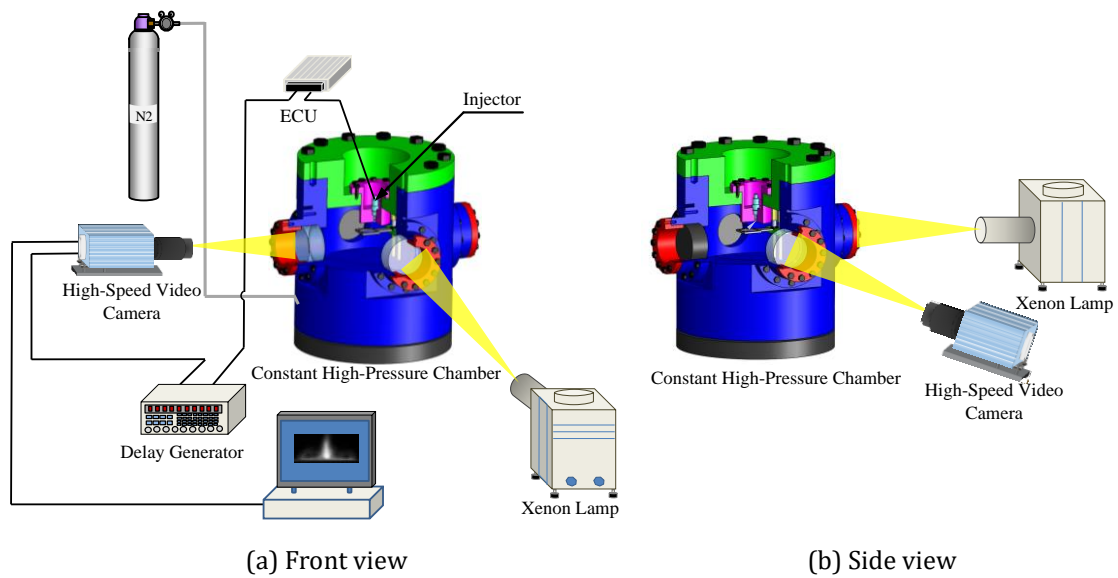 N2
ECU
Injector
High-Speed Video
Camera
Constant High-Pressure Chamber
Delay Generator
Xenon Lamp
(a) Front view
Xenon Lamp
Constant High-Pressure Chamber
High-Speed Video
Camera
(b) Side view